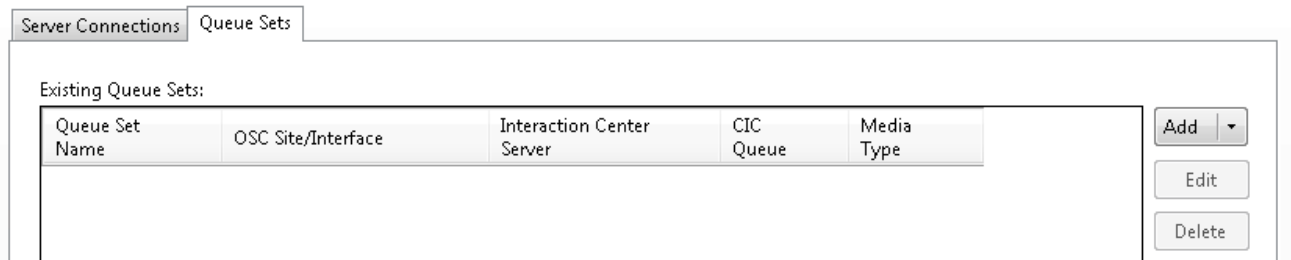 Server Connections Queue Sets
Existing Queue Sets:
Queue Set Name OSC Site/Interface Interaction Center Server CIC Queue Media Type
Add
Edit
Delete